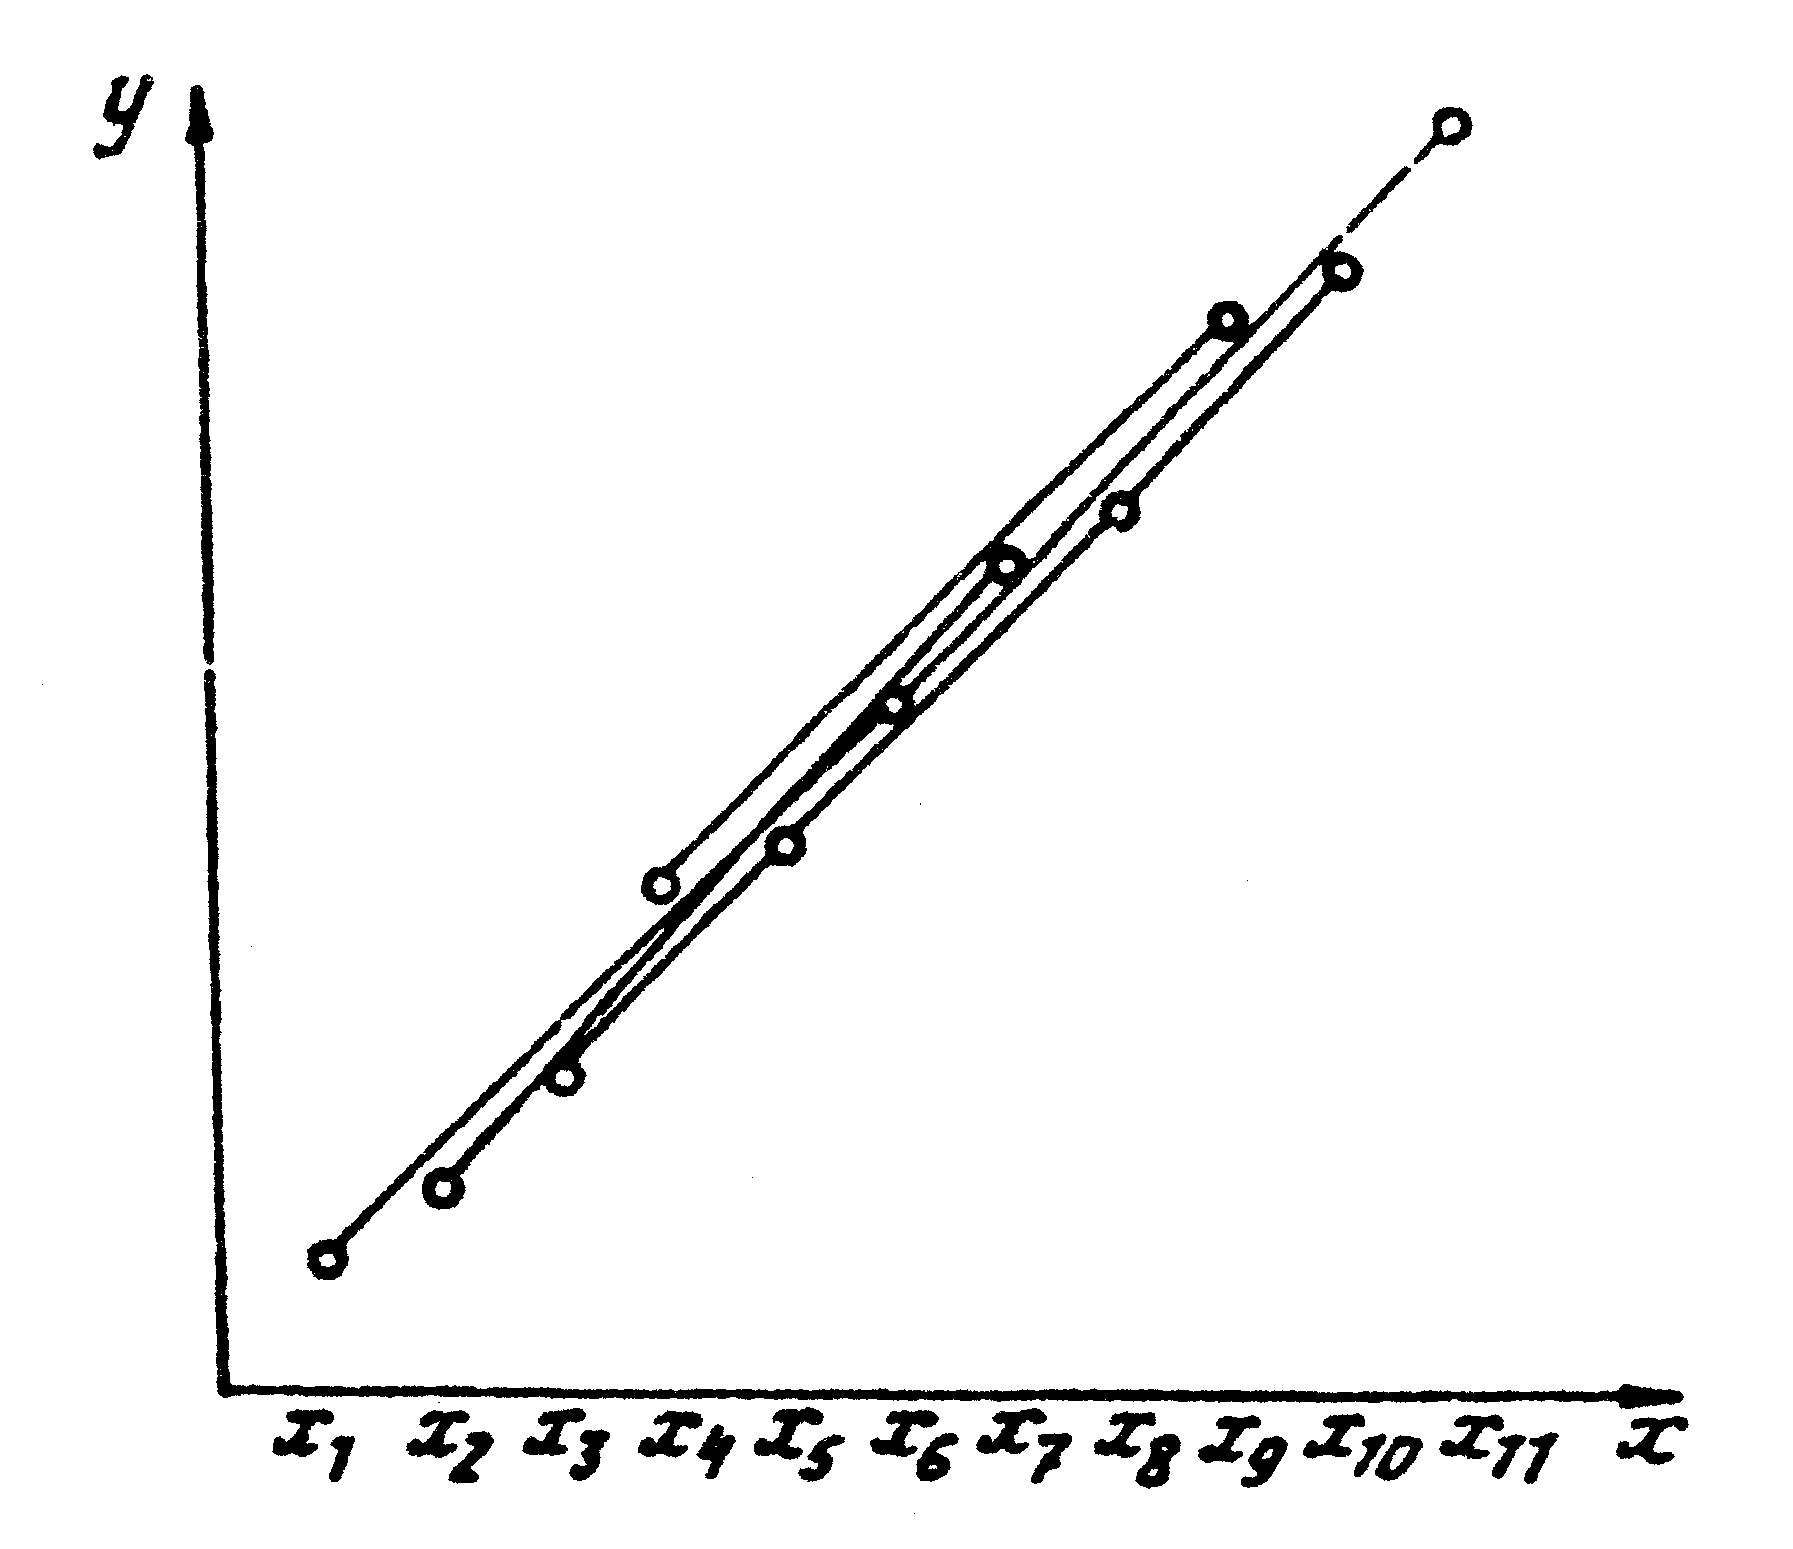 y
x₁ x₂ x₃ x₄ x₅ x₆ x₇ x₈ x₉ x₁₀ x₁₁ x